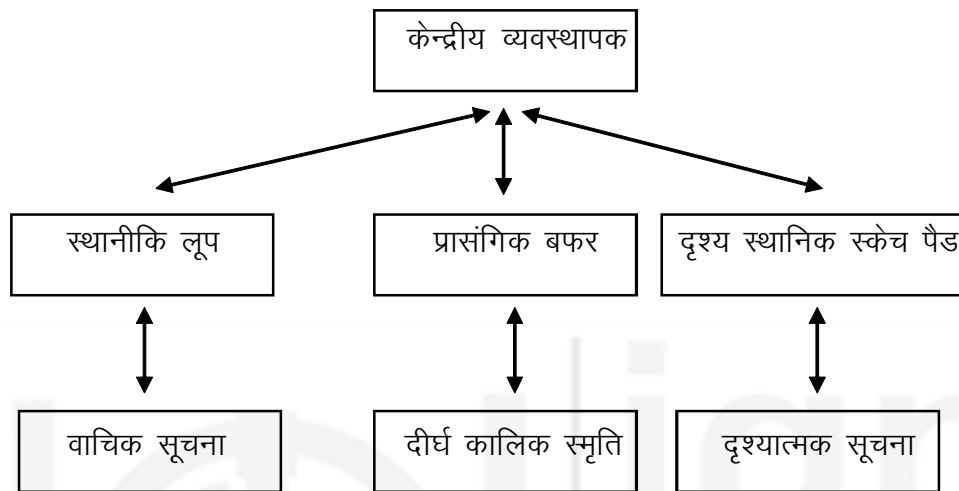 केन्द्रीय व्यवस्थापक
स्थानीकि लूप
प्रासंगिक बफर
दृश्य स्थानिक स्केच पैड
वाचिक सूचना
दीर्घ कालिक स्मृति
दृश्यात्मक सूचना